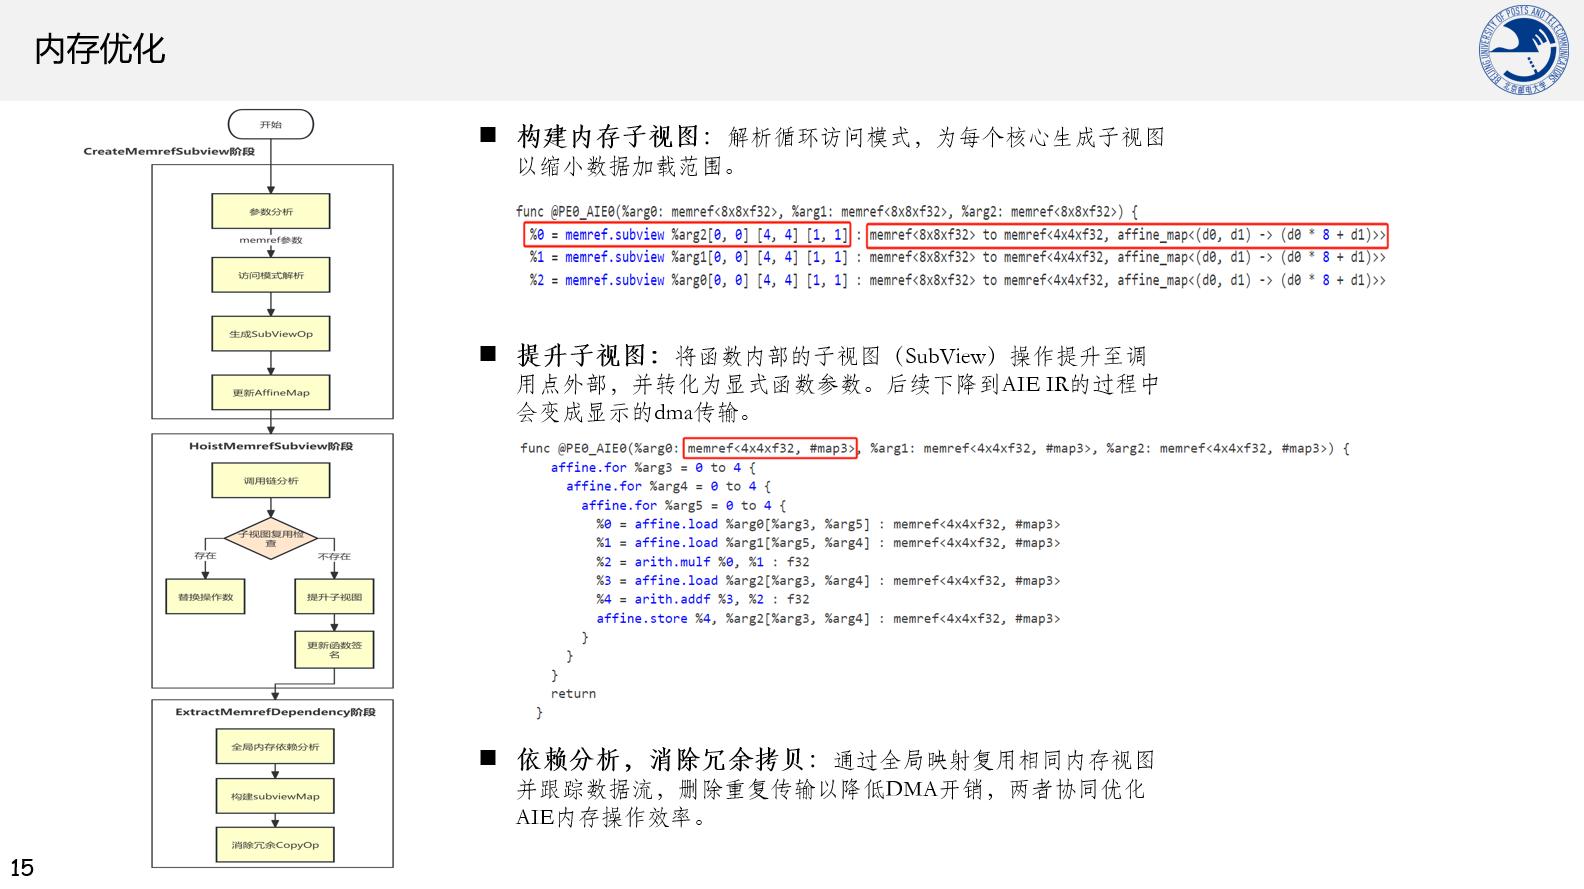 内存优化
BEIJING UNIVERSITY OF POSTS AND TELECOMMUNICATIONS
北京邮电大学
开始
CreateMemrefSubview阶段
参数分析
memref参数
访问模式解析
生成SubViewOp
更新AffineMap
HoistMemrefSubview阶段
调用链分析
子视图复用检
查
存在
不存在
替换操作数
提升子视图
更新函数签
名
ExtractMemrefDependency阶段
全局内存依赖分析
构建subviewMap
消除冗余CopyOp
■ 构建内存子视图：解析循环访问模式，为每个核心生成子视图
以缩小数据加载范围。
func @PE0_AIE0(%arg0: memref<8x8xf32>, %arg1: memref<8x8xf32>, %arg2: memref<8x8xf32>) {
%0 = memref.subview %arg2[0, 0] [4, 4] [1, 1] : memref<8x8xf32> to memref<4x4xf32, affine_map<(d0, d1) -> (d0 * 8 + d1)>>
%1 = memref.subview %arg1[0, 0] [4, 4] [1, 1] : memref<8x8xf32> to memref<4x4xf32, affine_map<(d0, d1) -> (d0 * 8 + d1)>>
%2 = memref.subview %arg0[0, 0] [4, 4] [1, 1] : memref<8x8xf32> to memref<4x4xf32, affine_map<(d0, d1) -> (d0 * 8 + d1)>>
■ 提升子视图：将函数内部的子视图（SubView）操作提升至调
用点外部，并转化为显式函数参数。后续下降到AIE IR的过程中
会变成显示的dma传输。
func @PE0_AIE0(%arg0: memref<4x4xf32, #map3>, %arg1: memref<4x4xf32, #map3>, %arg2: memref<4x4xf32, #map3>) {
affine.for %arg3 = 0 to 4 {
affine.for %arg4 = 0 to 4 {
affine.for %arg5 = 0 to 4 {
%0 = affine.load %arg0[%arg3, %arg5] : memref<4x4xf32, #map3>
%1 = affine.load %arg1[%arg5, %arg4] : memref<4x4xf32, #map3>
%2 = arith.mulf %0, %1 : f32
%3 = affine.load %arg2[%arg3, %arg4] : memref<4x4xf32, #map3>
%4 = arith.addf %3, %2 : f32
affine.store %4, %arg2[%arg3, %arg4] : memref<4x4xf32, #map3>
}
}
}
return
}
■ 依赖分析，消除冗余拷贝：通过全局映射复用相同内存视图
并跟踪数据流，删除重复传输以降低DMA开销，两者协同优化
AIE内存操作效率。
15